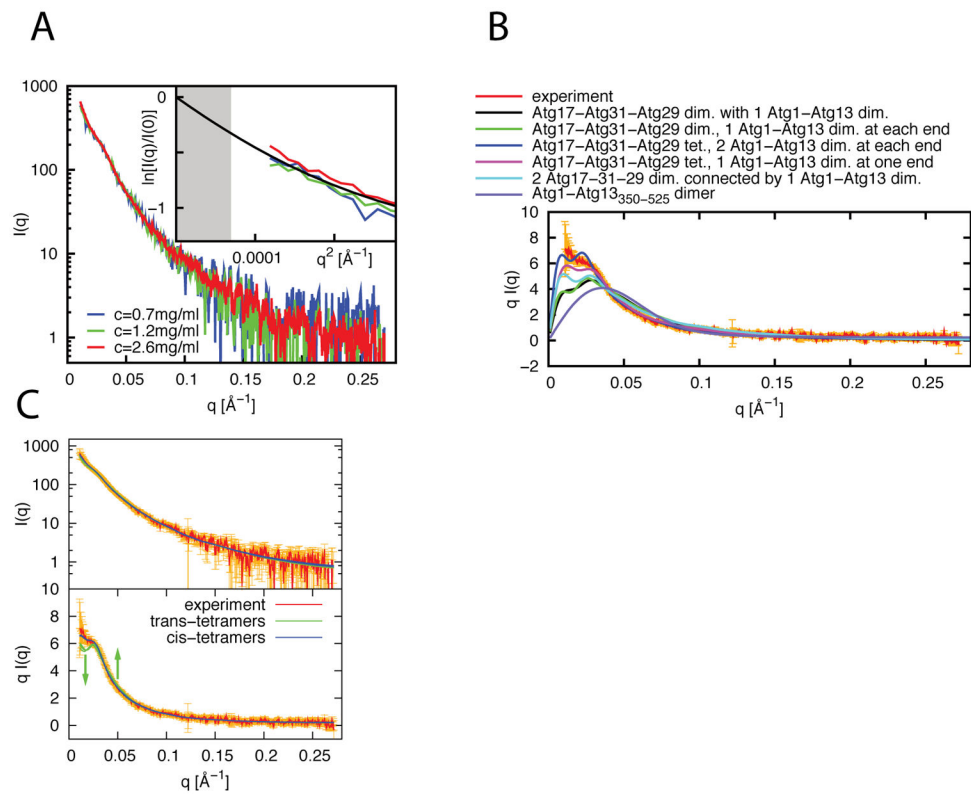 A
1000
100
10
1
I(q)
0
0.05
0.1
0.15
0.2
0.25
q [Å⁻¹]
c=0.7mg/ml
c=1.2mg/ml
c=2.6mg/ml
0
−1
ln[I(q)/I(0)]
0.0001
q² [Å⁻¹]
B
experiment
Atg17−Atg31−Atg29 dim. with 1 Atg1−Atg13 dim.
Atg17−Atg31−Atg29 dim., 1 Atg1−Atg13 dim. at each end
Atg17−Atg31−Atg29 tet., 2 Atg1−Atg13 dim. at each end
Atg17−Atg31−Atg29 tet., 1 Atg1−Atg13 dim. at one end
2 Atg17−31−29 dim. connected by 1 Atg1−Atg13 dim.
Atg1−Atg13₃₅₀₋₅₂₅ dimer
10
8
6
4
2
0
−2
q I(q)
0
0.05
0.1
0.15
0.2
0.25
q [Å⁻¹]
C
1000
100
10
1
I(q)
10
8
6
4
2
0
q I(q)
experiment
trans−tetramers
cis−tetramers
0
0.05
0.1
0.15
0.2
0.25
q [Å⁻¹]